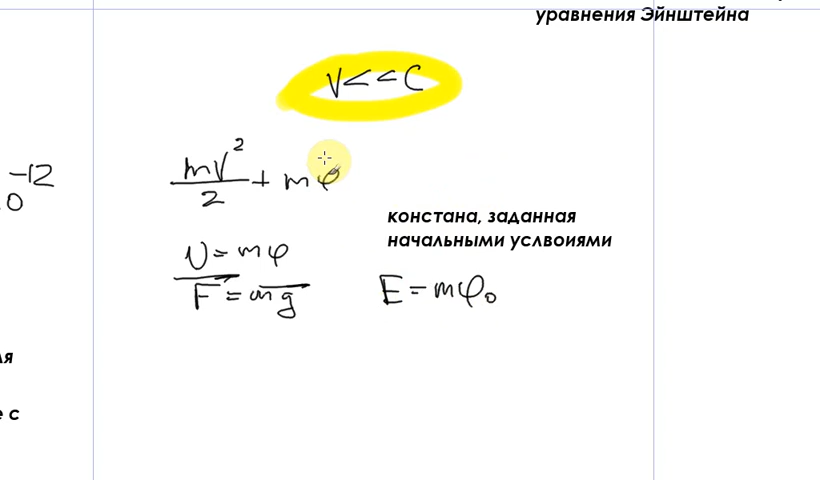 уравнения Эйнштейна
V<<C
mV²/2 + mφ
-12
0
констана, заданная
начальными услвоиями
U=mφ
F=mg
E=mφ₀
я
с